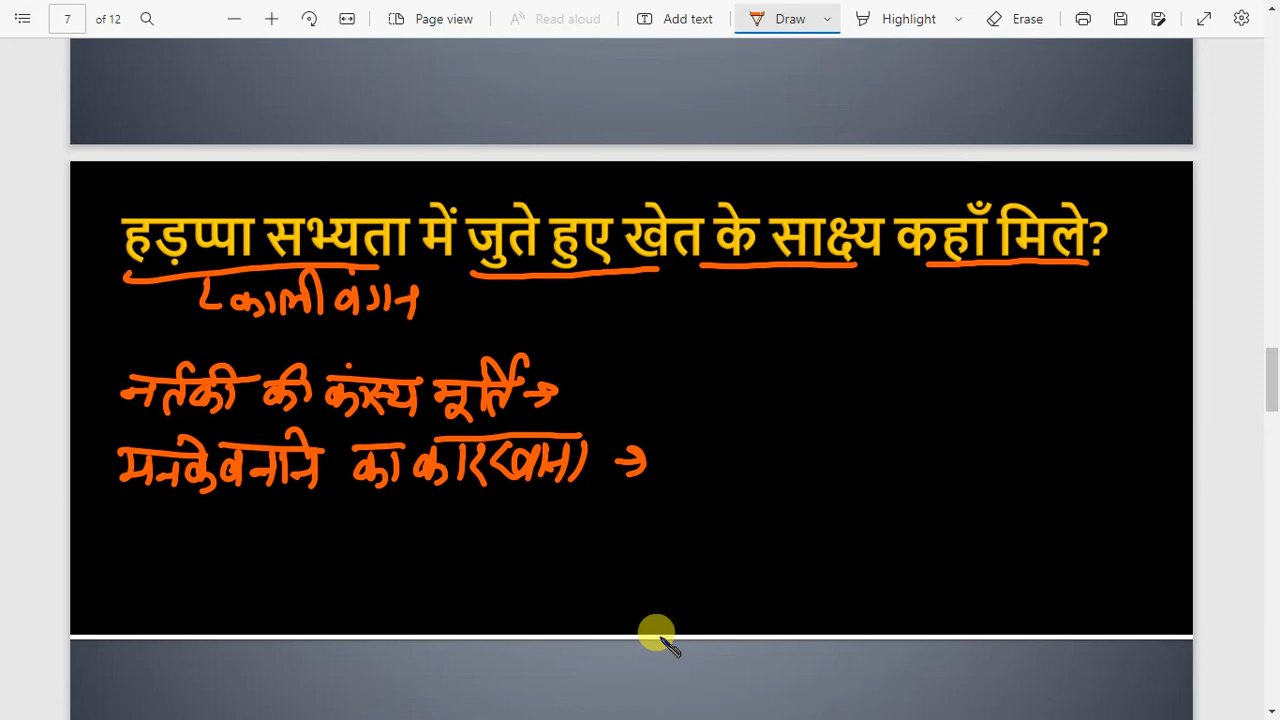 7 of 12 Page view Read aloud Add text Draw Highlight Erase
हड़प्पा सभ्यता में जुते हुए खेत के साक्ष्य कहाँ मिले?
कालीबंगन
नर्तकी की कांस्य मूर्ति →
मनके बनाने का कारखाना →